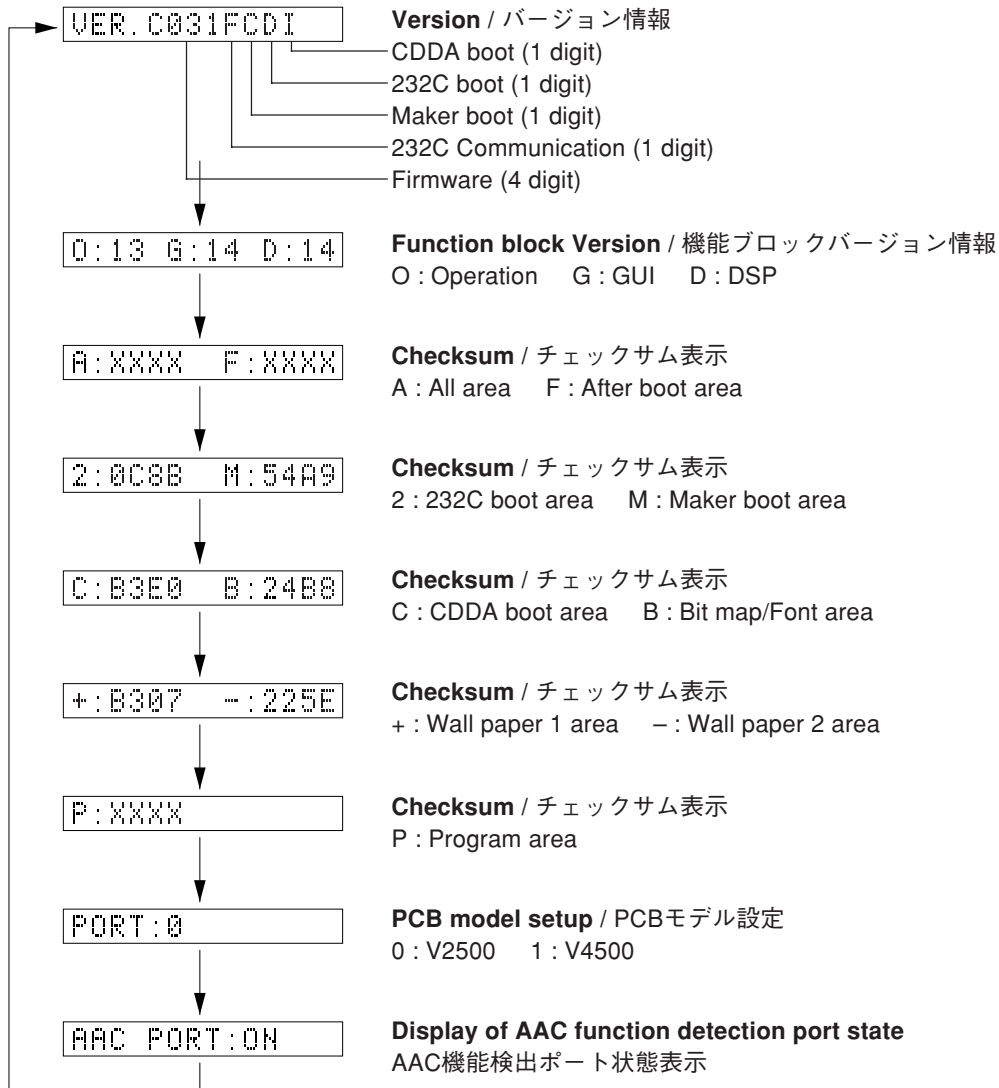 VER.C031FCDI
Version / バージョン情報
CDDA boot (1 digit)
232C boot (1 digit)
Maker boot (1 digit)
232C Communication (1 digit)
Firmware (4 digit)
O:13 G:14 D:14
Function block Version / 機能ブロックバージョン情報
O : Operation G : GUI D : DSP
A:XXXX F:XXXX
Checksum / チェックサム表示
A : All area F : After boot area
2:0C8B M:54A9
Checksum / チェックサム表示
2 : 232C boot area M : Maker boot area
C:B3E0 B:24B8
Checksum / チェックサム表示
C : CDDA boot area B : Bit map/Font area
+:B307 -:225E
Checksum / チェックサム表示
+ : Wall paper 1 area – : Wall paper 2 area
P:XXXX
Checksum / チェックサム表示
P : Program area
PORT:0
PCB model setup / PCBモデル設定
0 : V2500 1 : V4500
AAC PORT:ON
Display of AAC function detection port state
AAC機能検出ポート状態表示